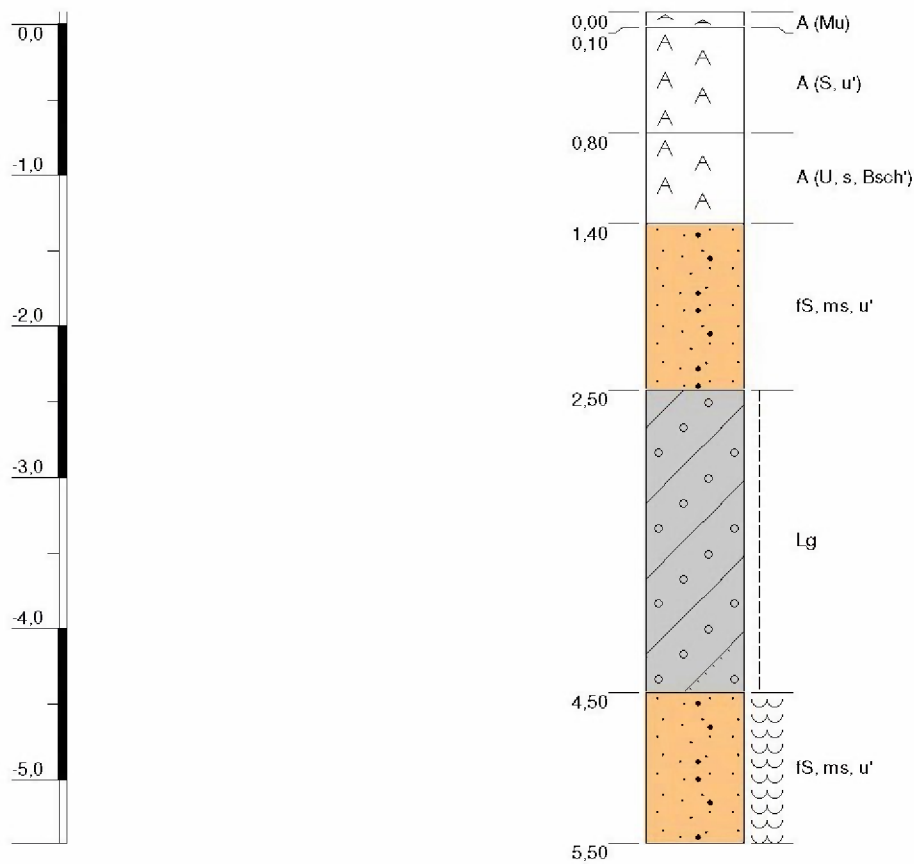 0,0
-1,0
-2,0
-3,0
-4,0
-5,0
0,00
A (Mu)
0,10
A (S, u')
0,80
A (U, s, Bsch')
1,40
fS, ms, u'
2,50
Lg
4,50
fS, ms, u'
5,50